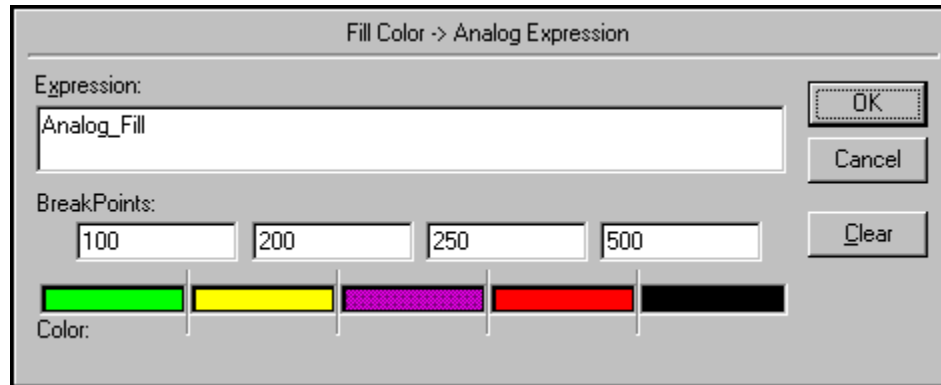 Fill Color -> Analog Expression
Expression:
Analog_Fill
OK
Cancel
BreakPoints:
100 200 250 500
Clear
Color: